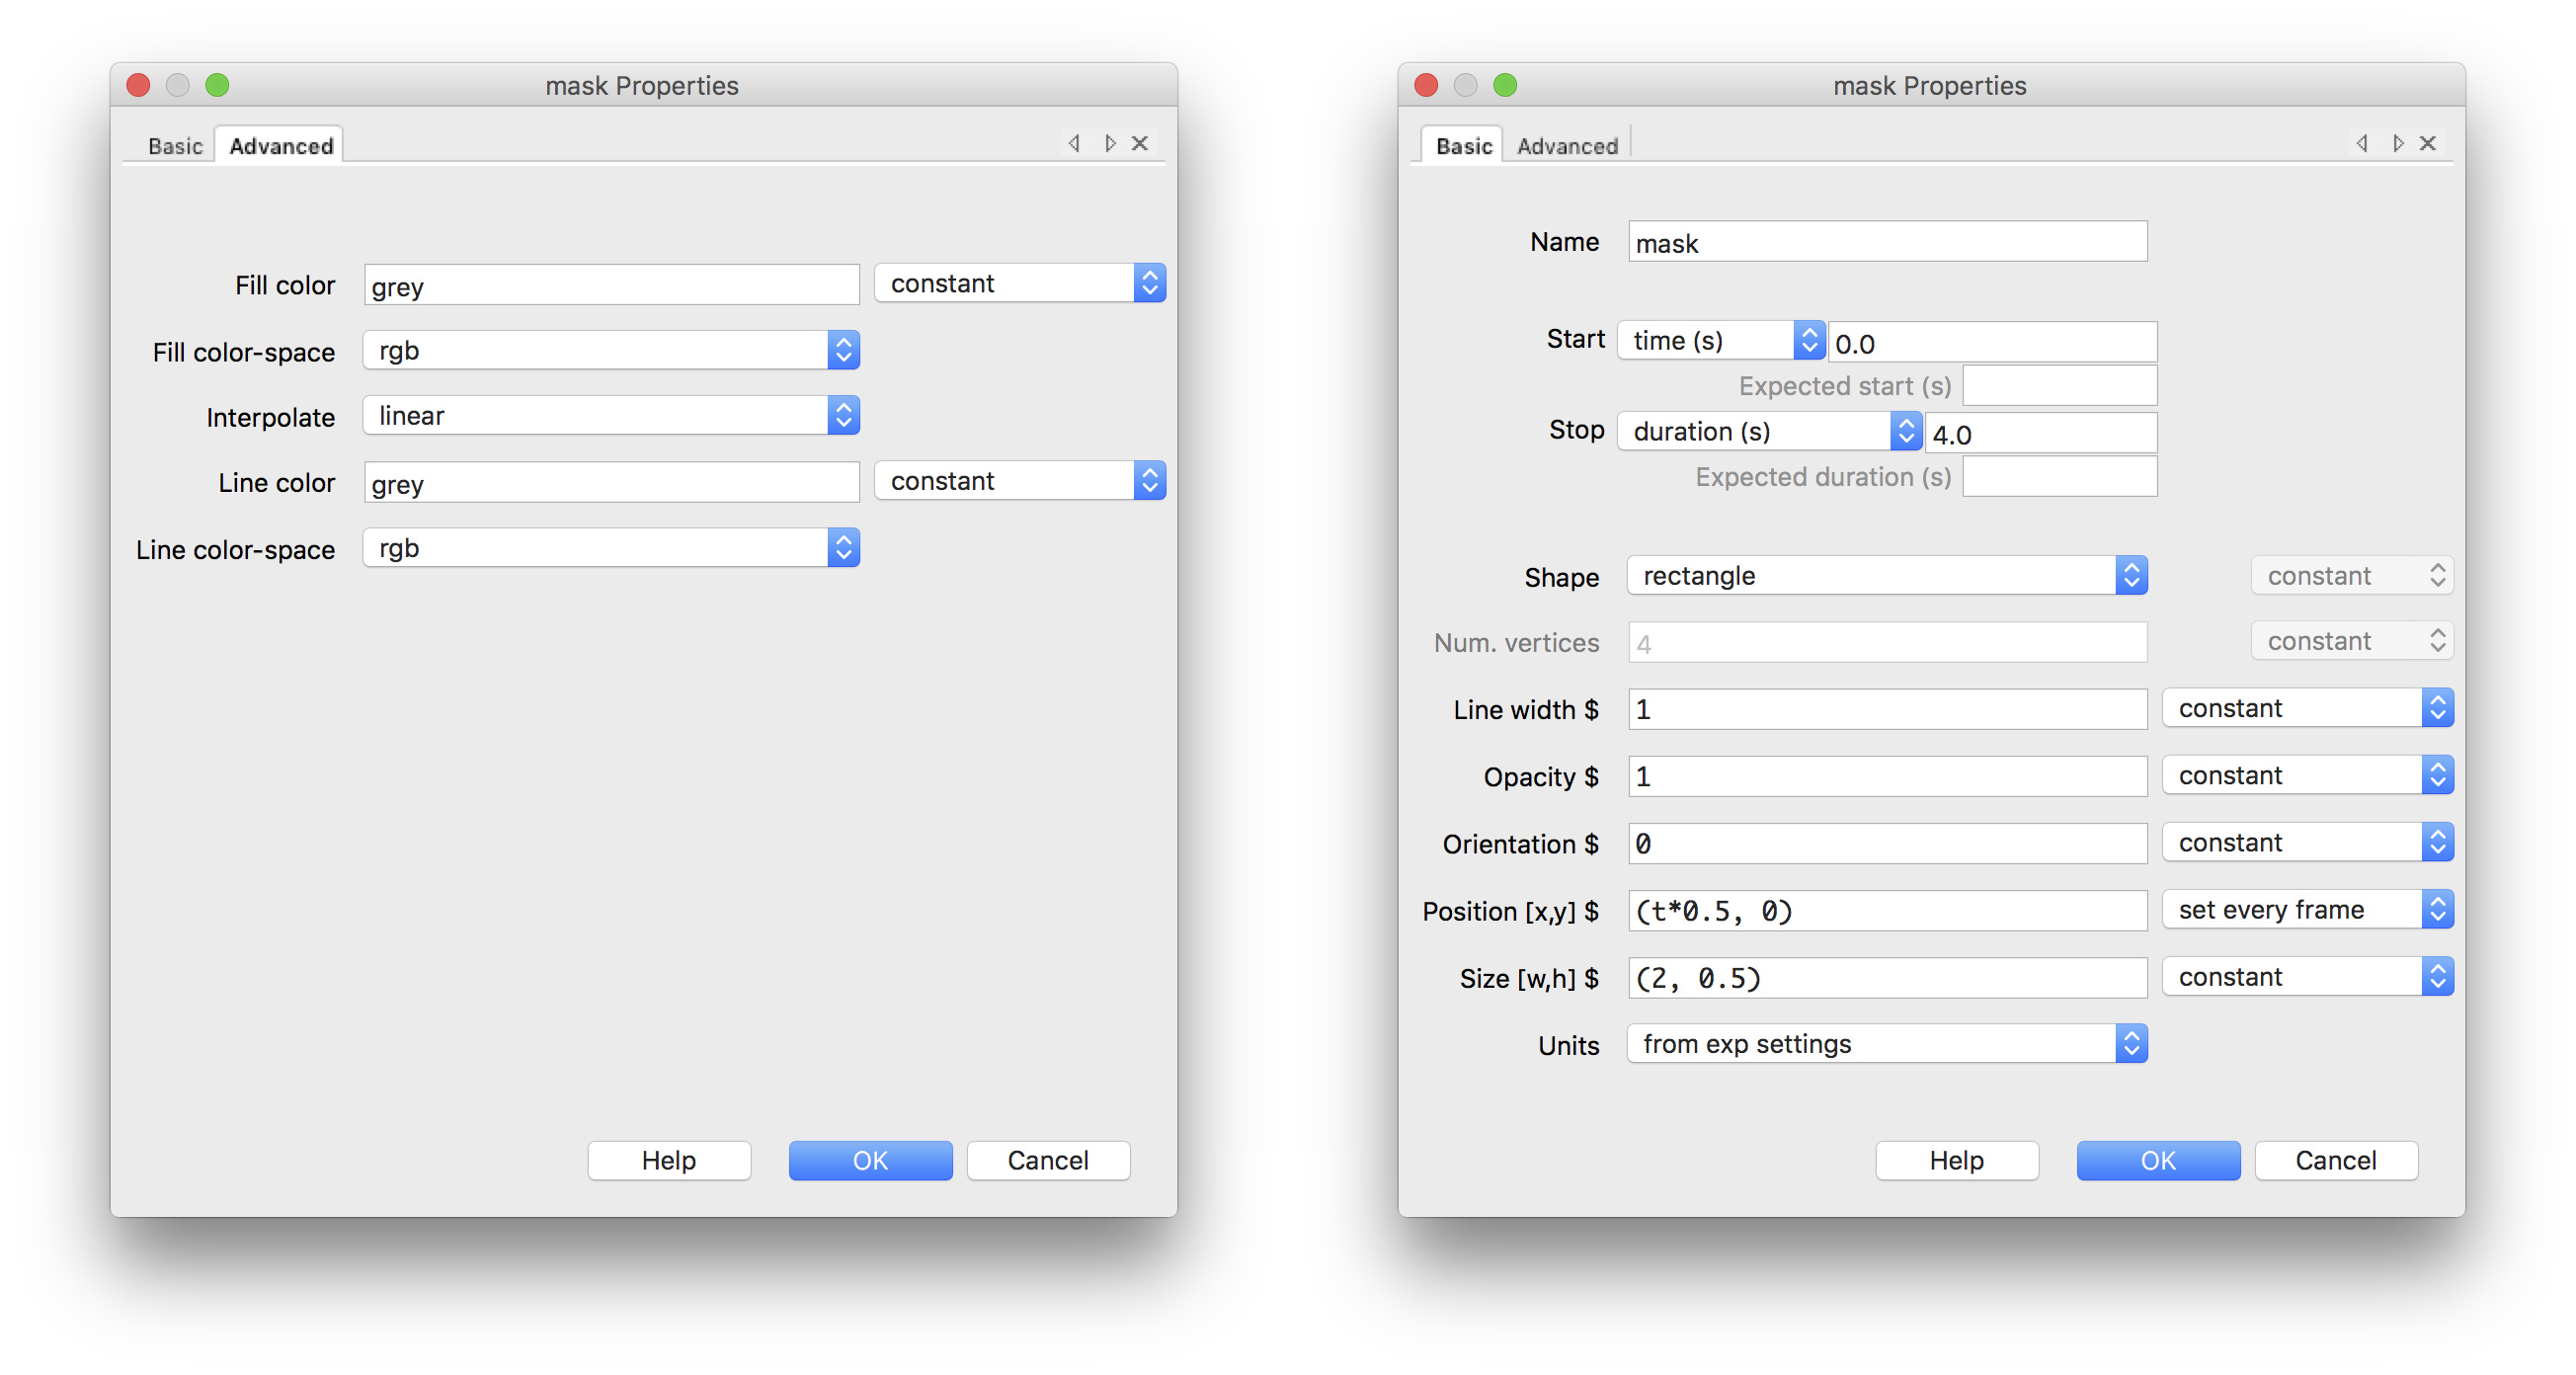 mask Properties
Basic Advanced
Fill color grey constant
Fill color-space rgb
Interpolate linear
Line color grey constant
Line color-space rgb
Help OK Cancel
mask Properties
Basic Advanced
Name mask
Start time (s) 0.0
Expected start (s)
Stop duration (s) 4.0
Expected duration (s)
Shape rectangle constant
Num. vertices 4 constant
Line width $ 1 constant
Opacity $ 1 constant
Orientation $ 0 constant
Position [x,y] $ (t*0.5, 0) set every frame
Size [w,h] $ (2, 0.5) constant
Units from exp settings
Help OK Cancel